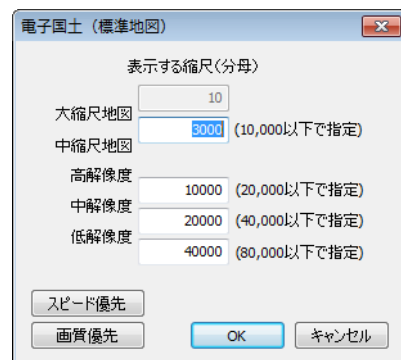 電子国土（標準地図）
表示する縮尺(分母)
10
大縮尺地図
3000 (10,000以下で指定)
中縮尺地図
高解像度
10000 (20,000以下で指定)
中解像度
20000 (40,000以下で指定)
低解像度
40000 (80,000以下で指定)
スピード優先
画質優先 OK キャンセル